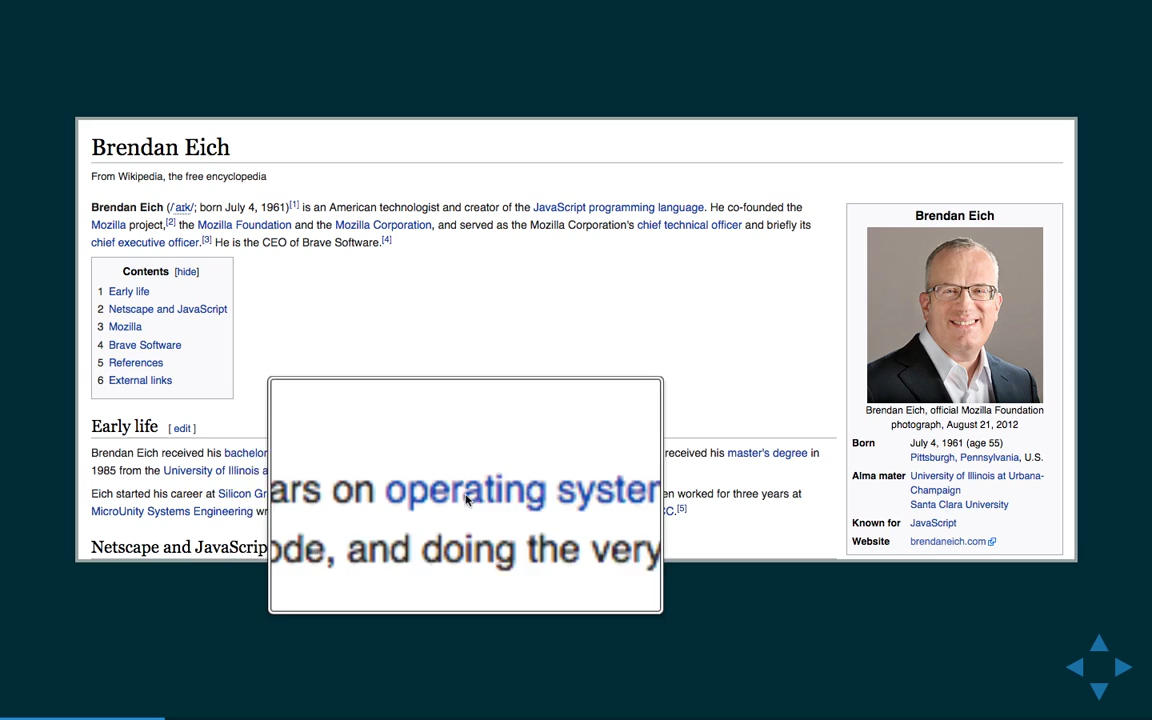 Brendan Eich
From Wikipedia, the free encyclopedia
Brendan Eich (/ˈaɪk/; born July 4, 1961)[1] is an American technologist and creator of the JavaScript programming language. He co-founded the
Mozilla project,[2] the Mozilla Foundation and the Mozilla Corporation, and served as the Mozilla Corporation's chief technical officer and briefly its
chief executive officer.[3] He is the CEO of Brave Software.[4]
Contents [hide]
1 Early life
2 Netscape and JavaScript
3 Mozilla
4 Brave Software
5 References
6 External links
Early life [ edit ]
Brendan Eich received his bachelor received his master's degree in
1985 from the University of Illinois a
Eich started his career at Silicon Gr en worked for three years at
MicroUnity Systems Engineering wr C.[5]
Netscape and JavaScrip
ars on operating system
ode, and doing the very
Brendan Eich
Brendan Eich, official Mozilla Foundation
photograph, August 21, 2012
Born July 4, 1961 (age 55)
Pittsburgh, Pennsylvania, U.S.
Alma mater University of Illinois at Urbana-
Champaign
Santa Clara University
Known for JavaScript
Website brendaneich.com